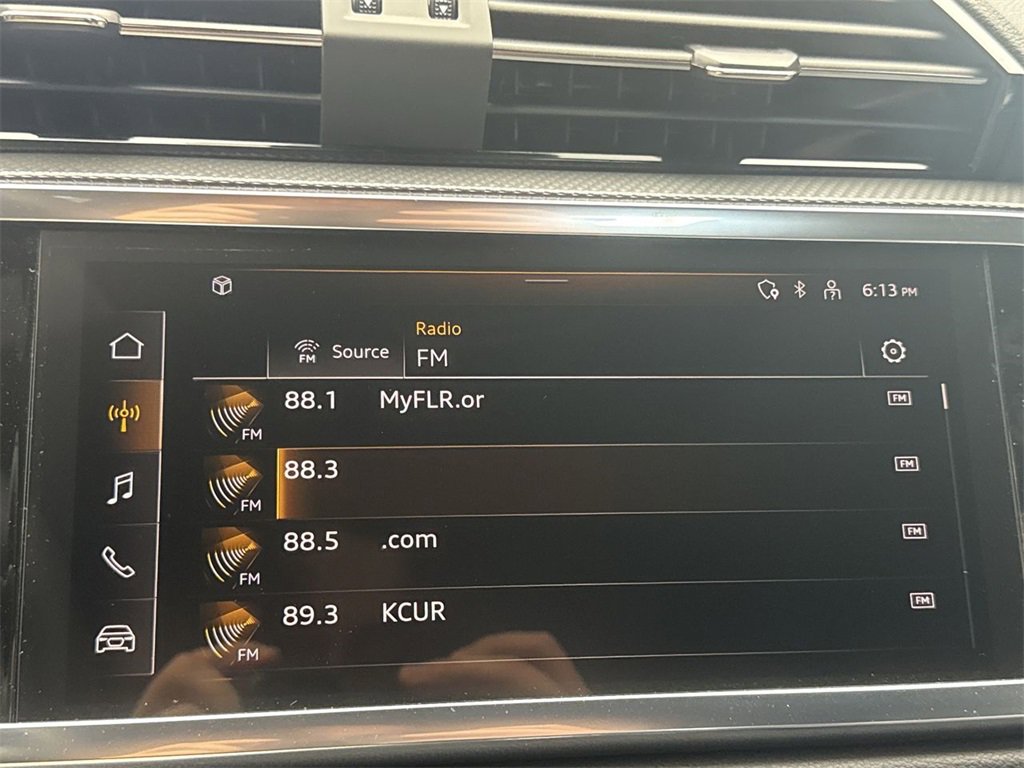 6:13 PM
Radio
FM Source
FM
88.1 MyFLR.or FM
FM
88.3 FM
FM
88.5 .com FM
FM
89.3 KCUR FM
FM